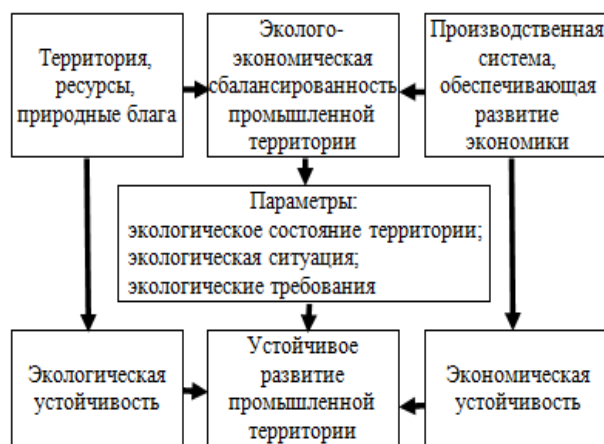 Территория,
ресурсы,
природные блага
Эколого-
экономическая
сбалансированность
промышленной
территории
Производственная
система,
обеспечивающая
развитие
экономики
Параметры:
экологическое состояние территории;
экологическая ситуация;
экологические требования
Экологическая
устойчивость
Устойчивое
развитие
промышленной
территории
Экономическая
устойчивость